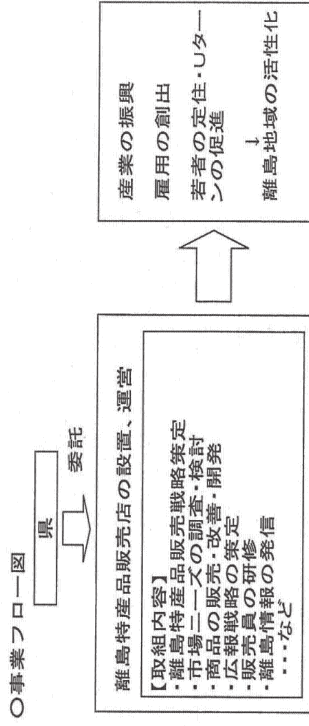 〇事業フロー図
県
委託
離島特産品販売店の設置、運営
【取組内容】
・離島特産品販売戦略策定
・市場ニーズの調査・検討
・商品の販売・改善・開発
・広報戦略の策定
・販売員の研修
・離島情報の発信
・・・など
産業の振興
雇用の創出
若者の定住・Uター
ンの促進
↓
離島地域の活性化